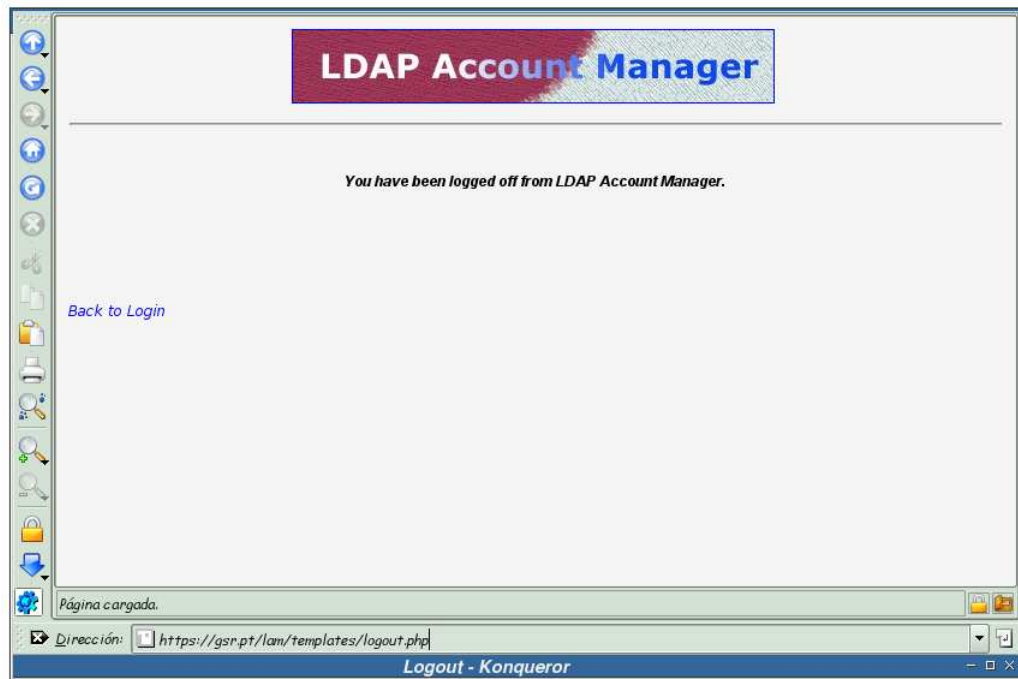 LDAP Account Manager
You have been logged off from LDAP Account Manager.
Back to Login
Página cargada.
Dirección: https://gsr.pt/lam/templates/logout.php
Logout - Konqueror